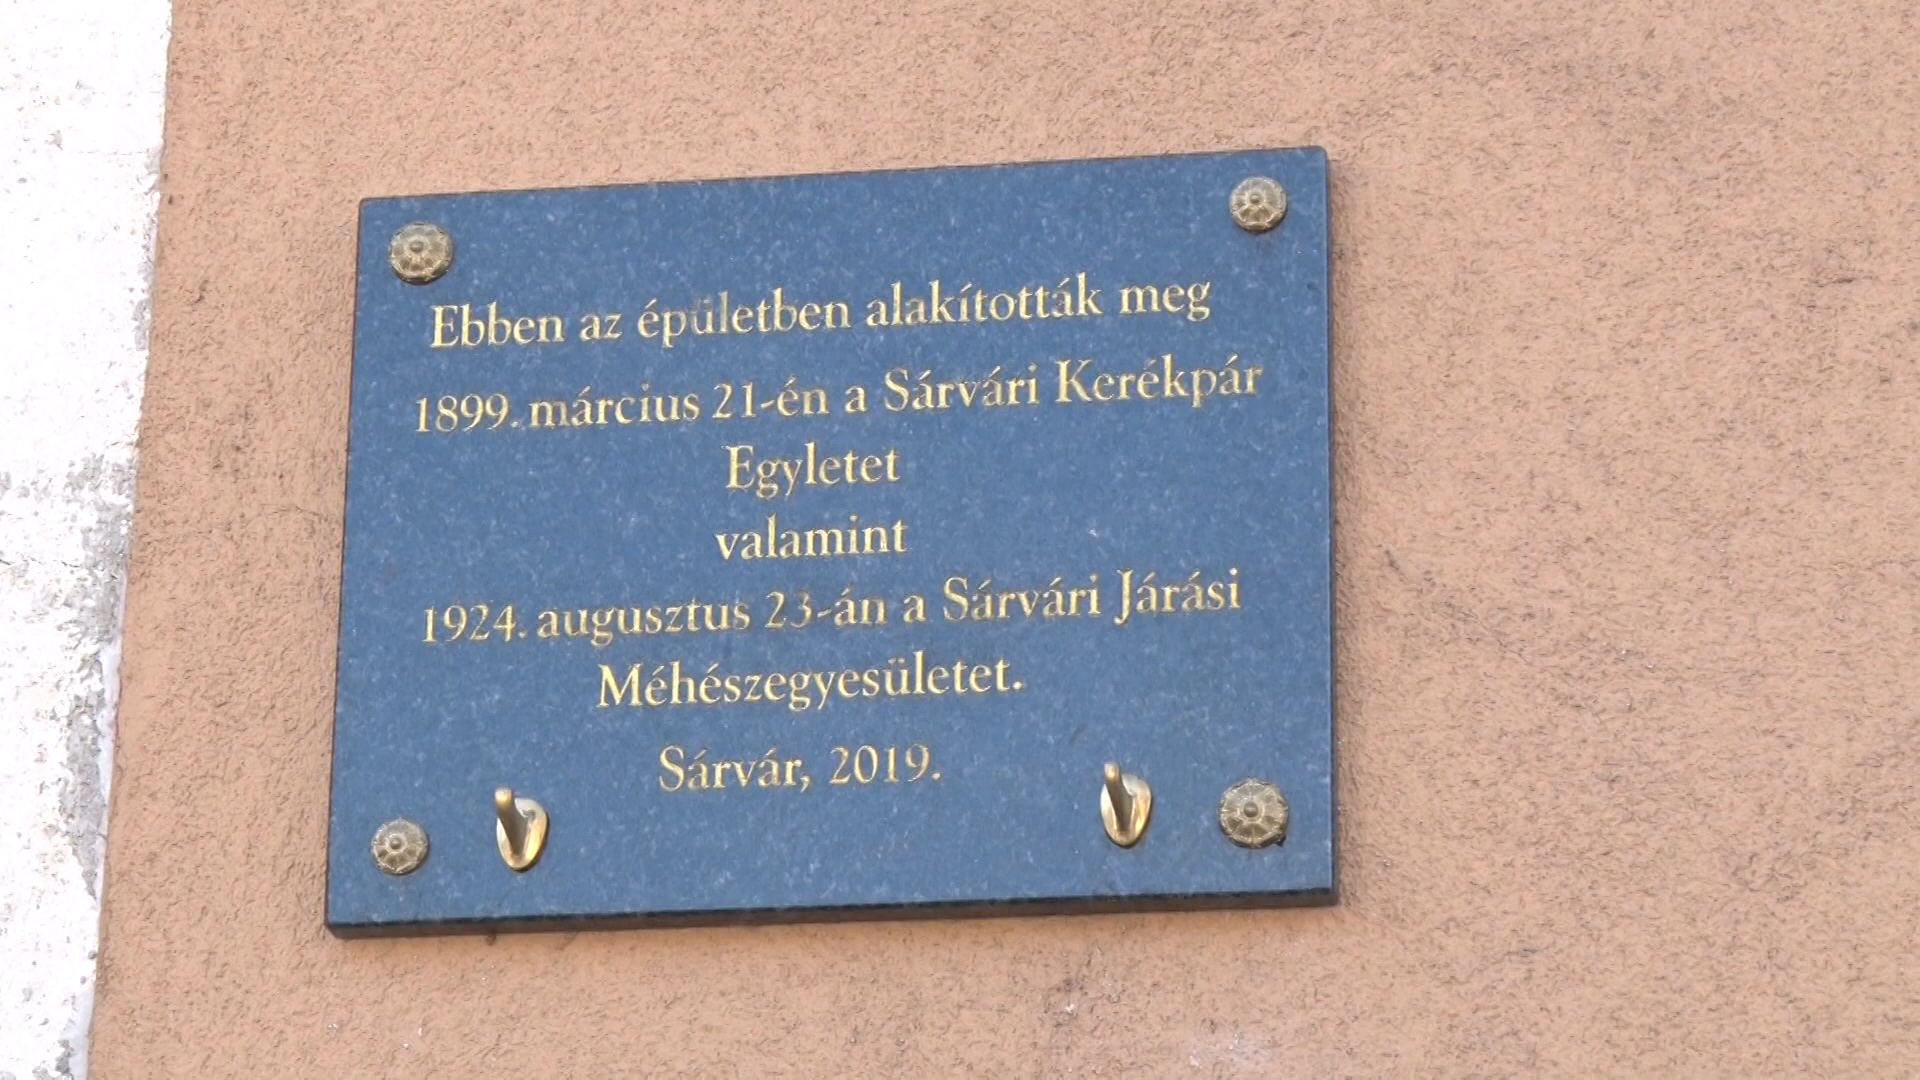 Ebben az épületben alakították meg
1899. március 21-én a Sárvári Kerékpár
Egyletet
valamint
1924. augusztus 23-án a Sárvári Járási
Méhészegyesületet.
Sárvár, 2019.